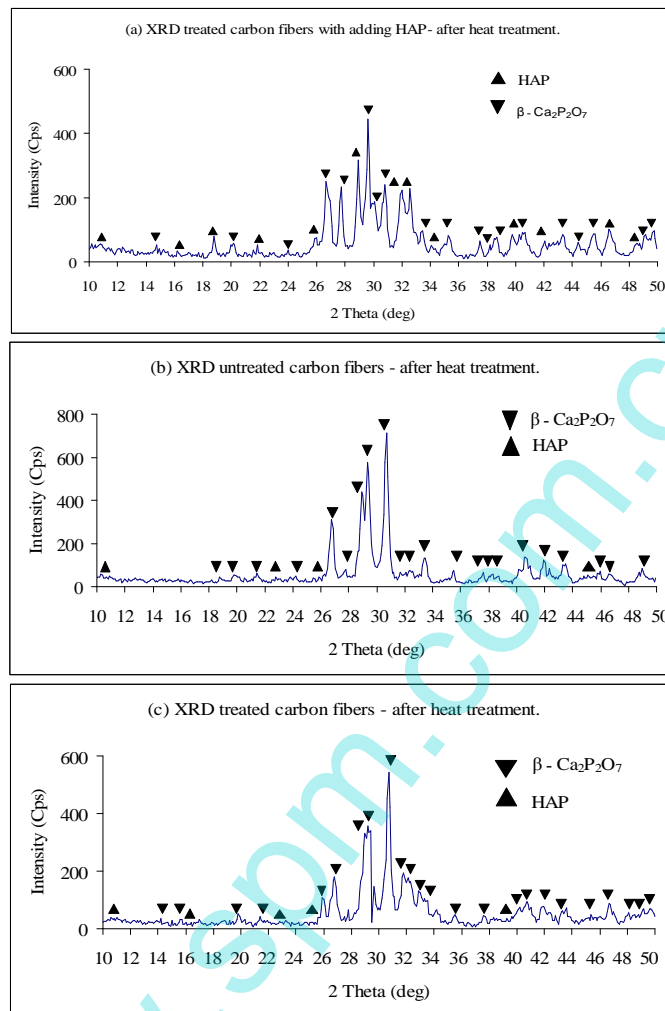 (a) XRD treated carbon fibers with adding HAP- after heat treatment.
600
400
200
0
Intensity (Cps)
HAP
β - Ca₂P₂O₇
10 12 14 16 18 20 22 24 26 28 30 32 34 36 38 40 42 44 46 48 50
2 Theta (deg)
(b) XRD untreated carbon fibers - after heat treatment.
800
600
400
200
0
Intensity (Cps)
β - Ca₂P₂O₇
HAP
10 12 14 16 18 20 22 24 26 28 30 32 34 36 38 40 42 44 46 48 50
2 Theta (deg)
(c) XRD treated carbon fibers - after heat treatment.
600
400
200
0
Intensity (Cps)
β - Ca₂P₂O₇
HAP
10 12 14 16 18 20 22 24 26 28 30 32 34 36 38 40 42 44 46 48 50
2 Theta (deg)
.spm.com.c